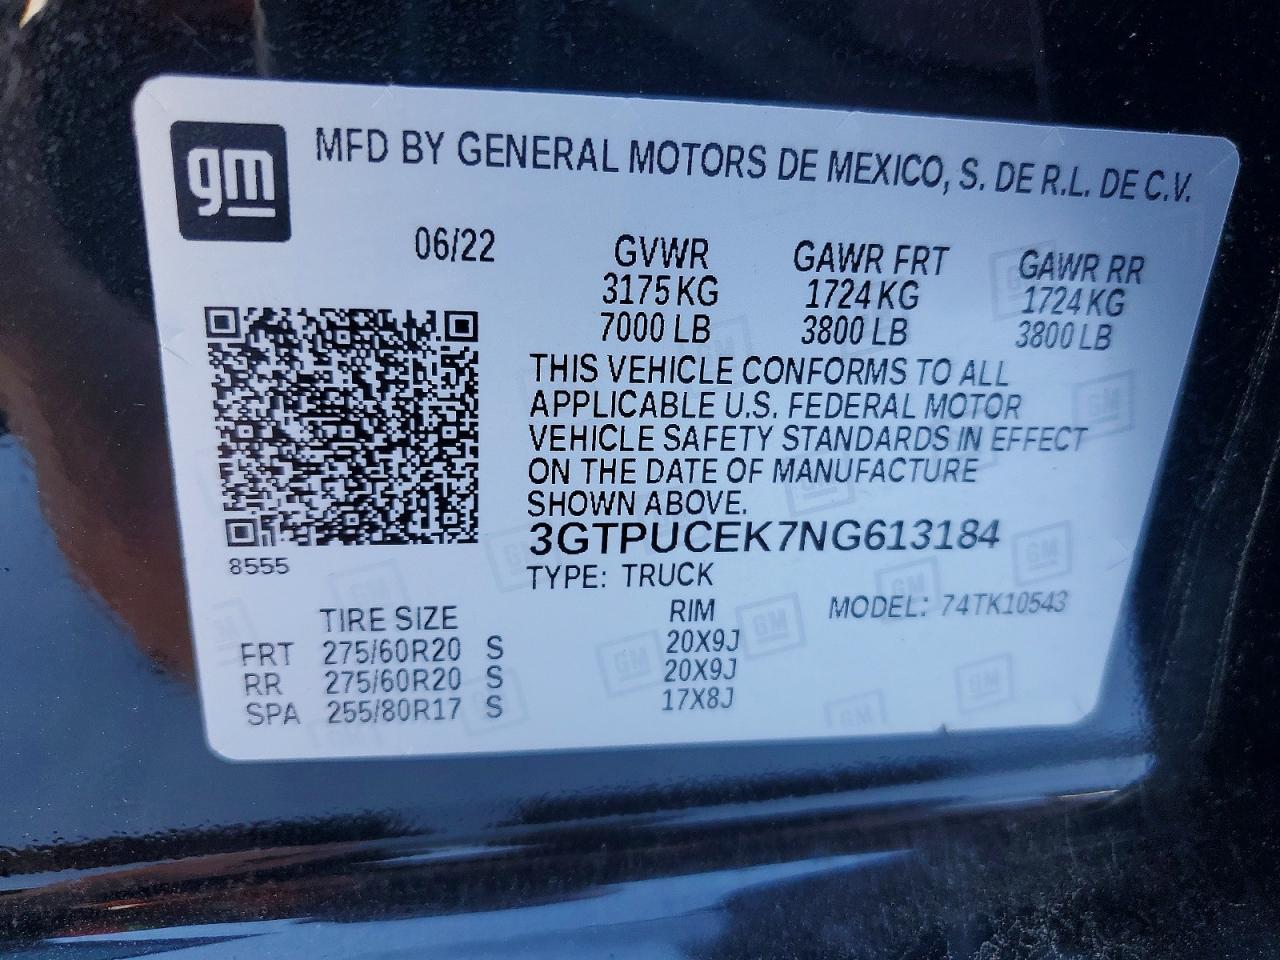 gm MFD BY GENERAL MOTORS DE MEXICO, S. DE R.L. DE C.V.
06/22 GVWR GAWR FRT GAWR RR
3175 KG 1724 KG 1724 KG
7000 LB 3800 LB 3800 LB
THIS VEHICLE CONFORMS TO ALL
APPLICABLE U.S. FEDERAL MOTOR
VEHICLE SAFETY STANDARDS IN EFFECT
ON THE DATE OF MANUFACTURE
SHOWN ABOVE.
3GTPUCEK7NG613184
8555
TYPE: TRUCK
TIRE SIZE RIM MODEL: 74TK10543
FRT 275/60R20 S 20X9J
RR 275/60R20 S 20X9J
SPA 255/80R17 S 17X8J